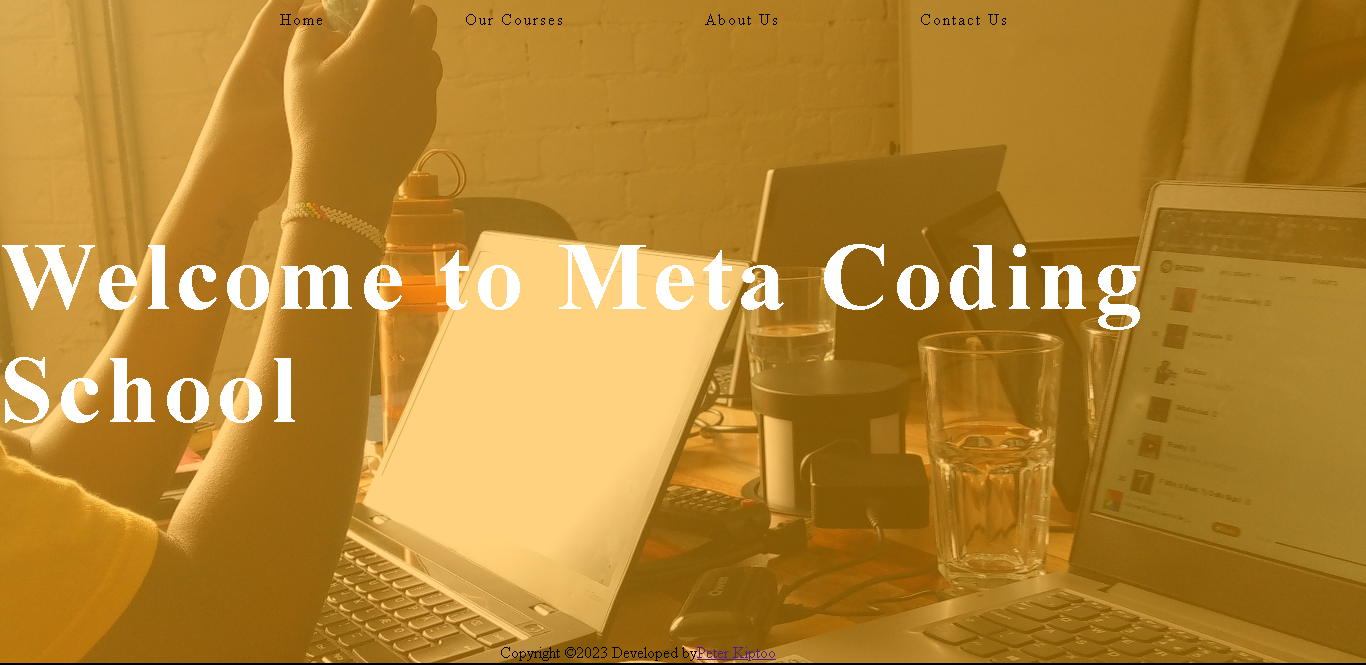 Home Our Courses About Us Contact Us
Welcome to Meta Coding
School
Copyright ©2023 Developed byPeter Kiptoo